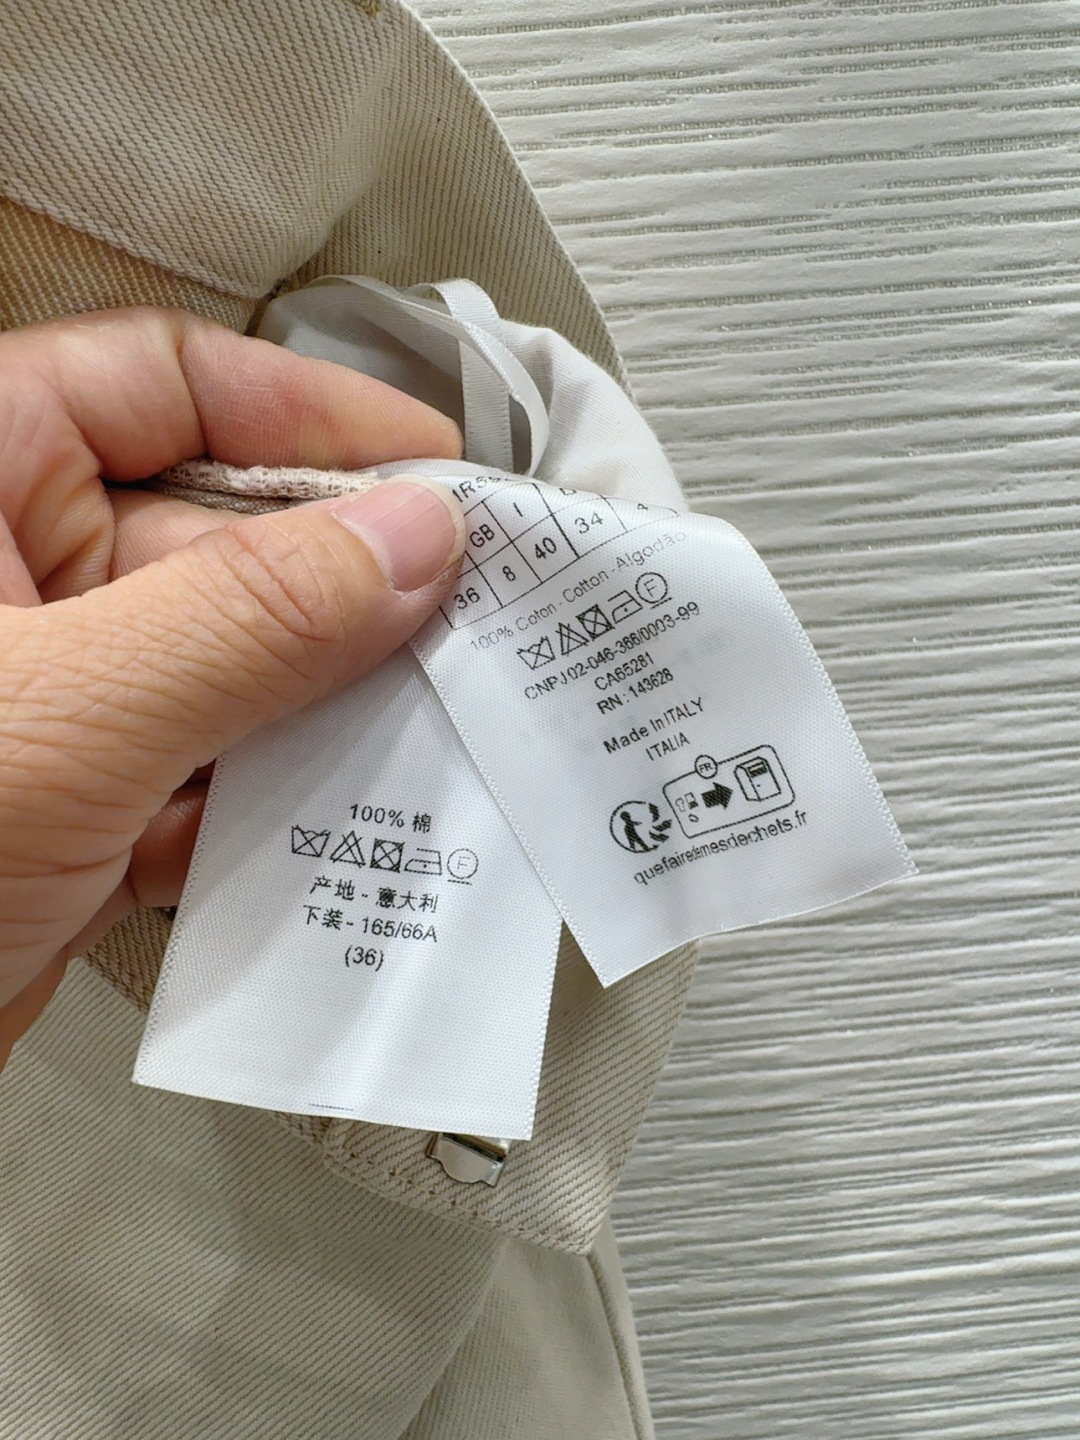 GB I
36 8 40 34 4
100% Coton - Cotton - Algodão
F
CNPJ 02-046-366/0003-99
CA65281
RN : 143628
Made In ITALY
ITALIA
FR
quefairedemesdechets.fr
100% 棉
F
产地 - 意大利
下装 - 165/66A
(36)